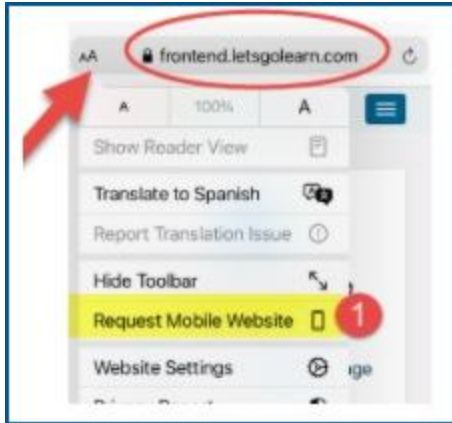 AA frontend.letsgolearn.com
A 100% A
Show Reader View
Translate to Spanish
Report Translation Issue
Hide Toolbar
Request Mobile Website 1
Website Settings age